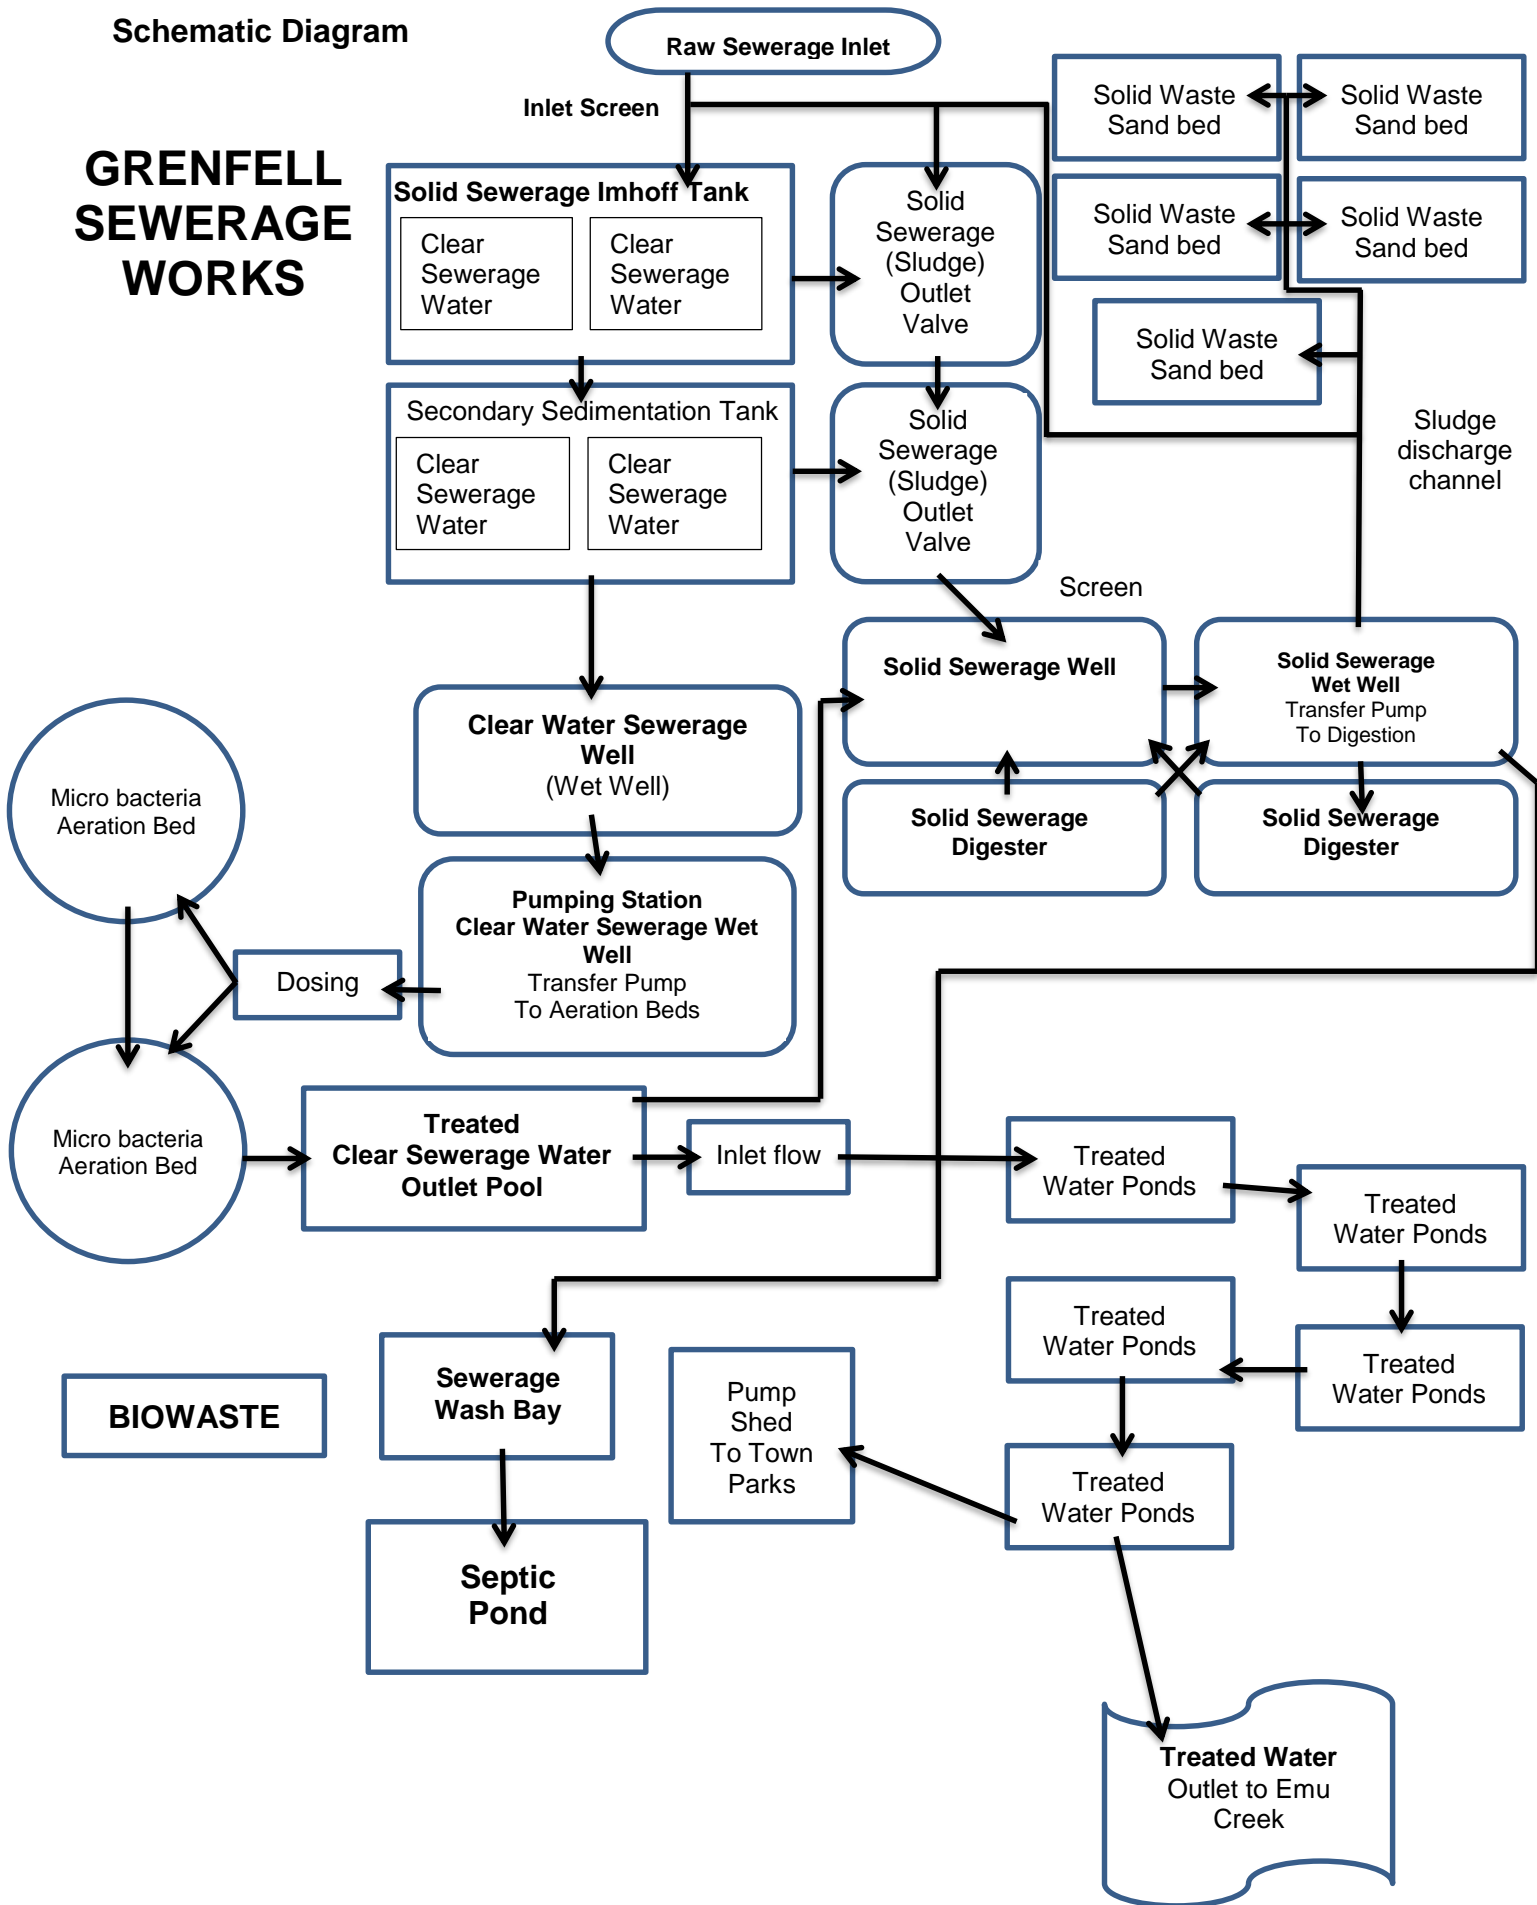 Schematic Diagram
GRENFELL
SEWERAGE
WORKS
Raw Sewerage Inlet
Inlet Screen
Solid Sewerage Imhoff Tank
Clear
Sewerage
Water
Clear
Sewerage
Water
Solid
Sewerage
(Sludge)
Outlet
Valve
Solid Waste
Sand bed
Solid Waste
Sand bed
Solid Waste
Sand bed
Solid Waste
Sand bed
Solid Waste
Sand bed
Secondary Sedimentation Tank
Clear
Sewerage
Water
Clear
Sewerage
Water
Solid
Sewerage
(Sludge)
Outlet
Valve
Sludge
discharge
channel
Screen
Solid Sewerage Well
Solid Sewerage
Wet Well
Transfer Pump
To Digestion
Solid Sewerage
Digester
Solid Sewerage
Digester
Clear Water Sewerage
Well
(Wet Well)
Micro bacteria
Aeration Bed
Pumping Station
Clear Water Sewerage Wet
Well
Transfer Pump
To Aeration Beds
Dosing
Micro bacteria
Aeration Bed
Treated
Clear Sewerage Water
Outlet Pool
Inlet flow
Treated
Water Ponds
Treated
Water Ponds
Treated
Water Ponds
Treated
Water Ponds
Treated
Water Ponds
Sewerage
Wash Bay
BIOWASTE
Pump
Shed
To Town
Parks
Septic
Pond
Treated Water
Outlet to Emu
Creek